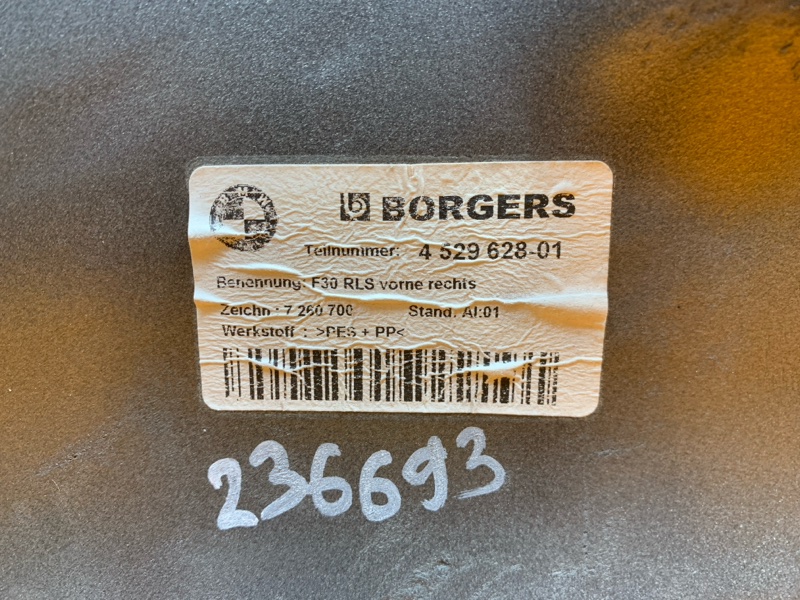 BMW
BORGERS
Teilnummer: 4 529 628-01
Benennung: F30 RLS vorne rechts
Zeichn.: 7 260 700 Stand. AI:01
Werkstoff : >PES + PP<
236693